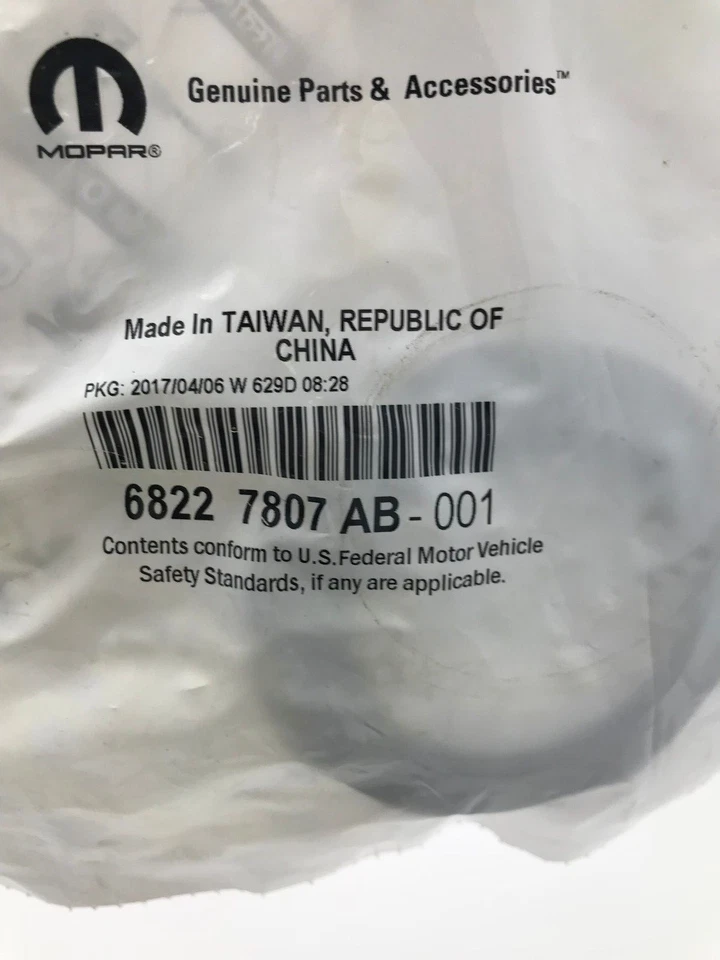 Genuine Parts & Accessories™
MOPAR®
Made In TAIWAN, REPUBLIC OF
CHINA
PKG: 2017/04/06 W 629D 08:28
6822 7807 AB - 001
Contents conform to U.S. Federal Motor Vehicle
Safety Standards, if any are applicable.